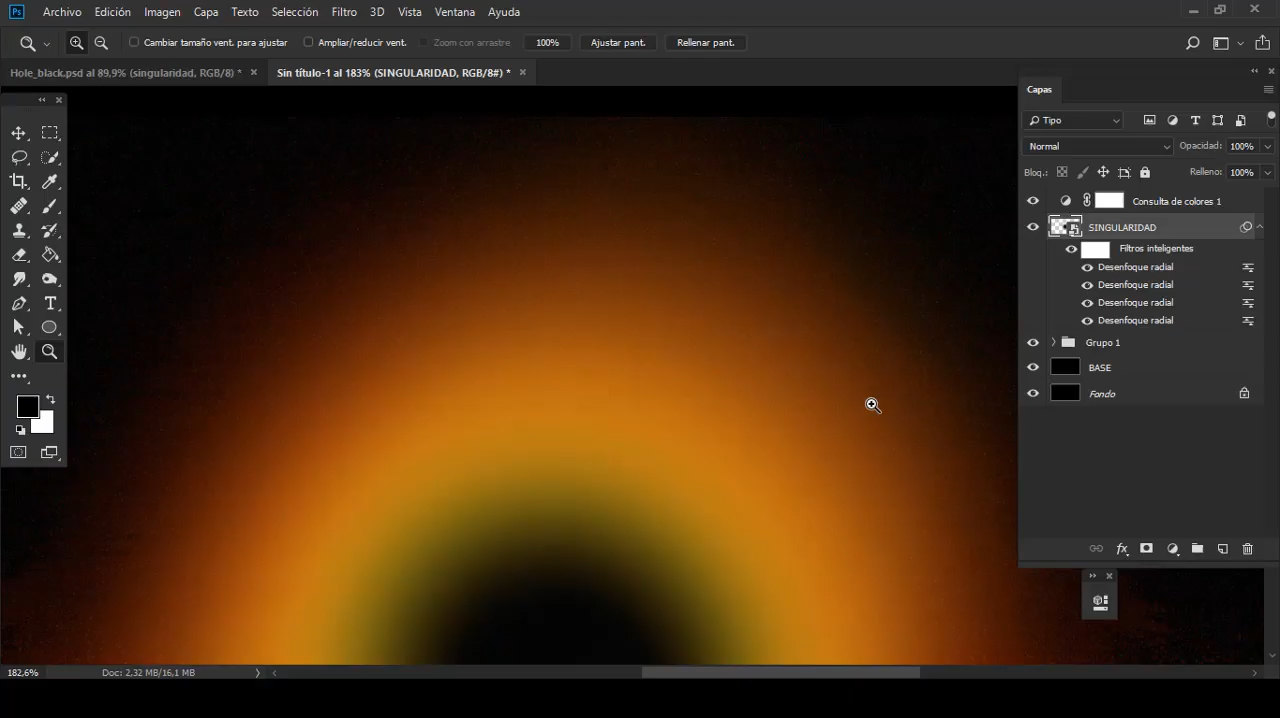 Ps Archivo Edición Imagen Capa Texto Selección Filtro 3D Vista Ventana Ayuda
Cambiar tamaño vent. para ajustar Ampliar/reducir vent. Zoom con arrastre 100% Ajustar pant. Rellenar pant.
Hole_black.psd al 89,9% (singularidad, RGB/8) * Sin título-1 al 183% (SINGULARIDAD, RGB/8#) *
Capas
Tipo
Normal Opacidad: 100%
Bloq.: Relleno: 100%
Consulta de colores 1
SINGULARIDAD
Filtros inteligentes
Desenfoque radial
Desenfoque radial
Desenfoque radial
Desenfoque radial
Grupo 1
BASE
Fondo
fx
182,6% Doc: 2,32 MB/16,1 MB